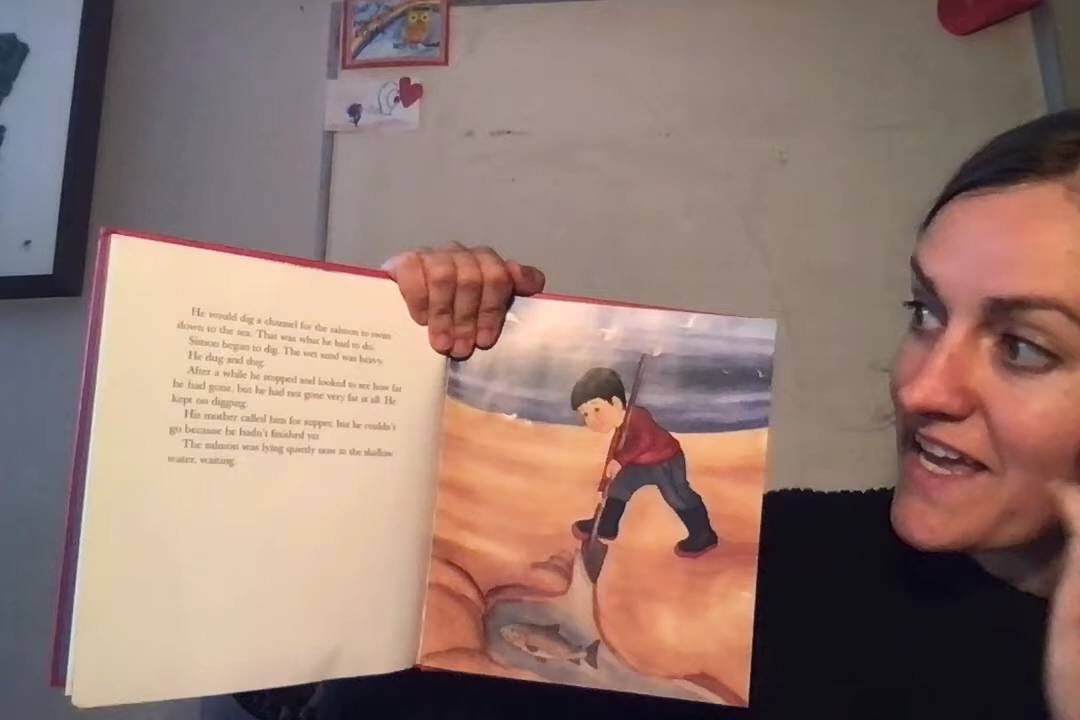 He would dig a channel for the salmon to swim
down to the sea. That was what he had to do.
Simon began to dig. The wet sand was heavy.
He dug and dug.
After a while he stopped and looked to see how far
he had gone, but he had not gone very far at all. He
kept on digging.
His mother called him for supper, but he couldn't
go because he hadn't finished yet.
The salmon was lying quietly now in the shallow
water, waiting.